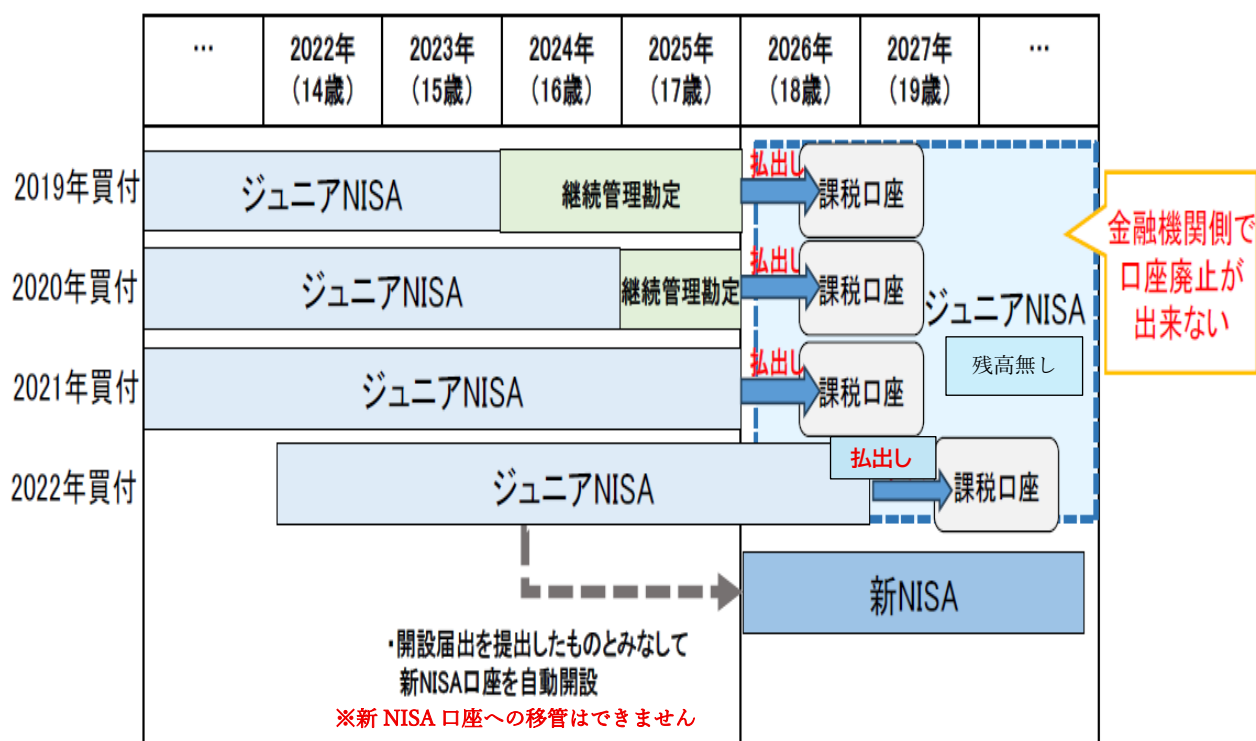 …
2022年
(14歳)
2023年
(15歳)
2024年
(16歳)
2025年
(17歳)
2026年
(18歳)
2027年
(19歳)
…
2019年買付
ジュニアNISA
継続管理勘定
払出し
課税口座
2020年買付
ジュニアNISA
継続管理勘定
払出し
課税口座
2021年買付
ジュニアNISA
払出し
課税口座
2022年買付
ジュニアNISA
払出し
課税口座
ジュニアNISA
残高無し
金融機関側で
口座廃止が
出来ない
新NISA
・開設届出を提出したものとみなして
新NISA口座を自動開設
※新 NISA 口座への移管はできません